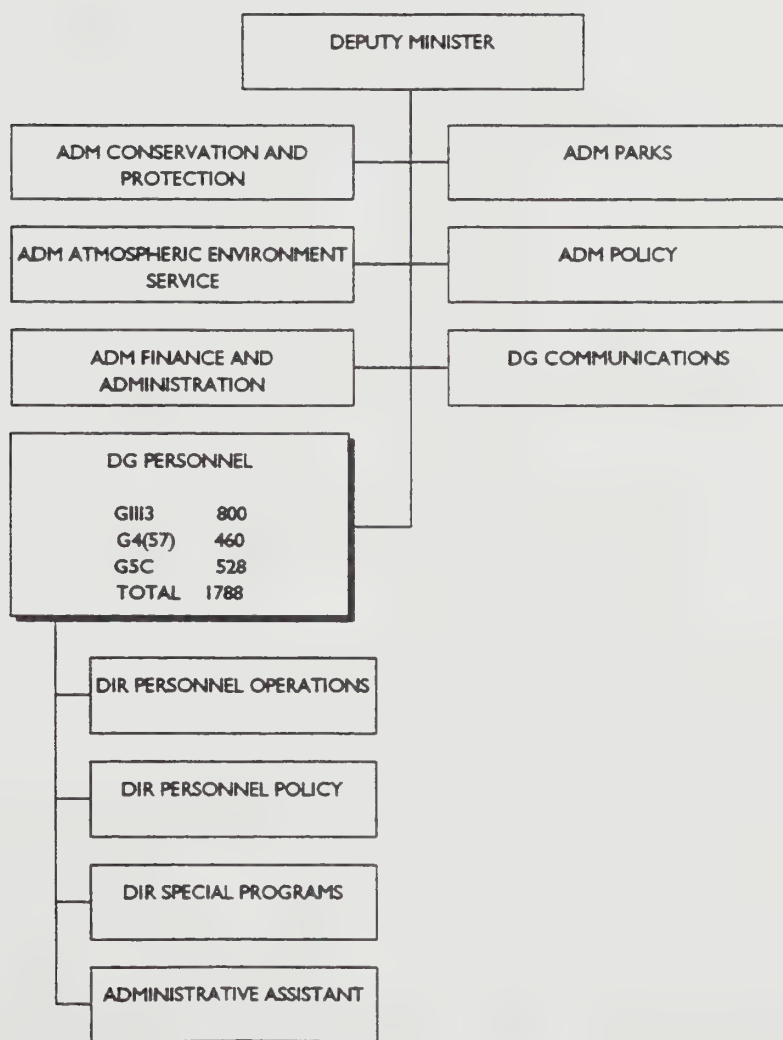 DEPUTY MINISTER
ADM CONSERVATION AND
PROTECTION
ADM PARKS
ADM ATMOSPHERIC ENVIRONMENT
SERVICE
ADM POLICY
ADM FINANCE AND
ADMINISTRATION
DG COMMUNICATIONS
DG PERSONNEL
GIII3 800
G4(57) 460
G5C 528
TOTAL 1788
DIR PERSONNEL OPERATIONS
DIR PERSONNEL POLICY
DIR SPECIAL PROGRAMS
ADMINISTRATIVE ASSISTANT